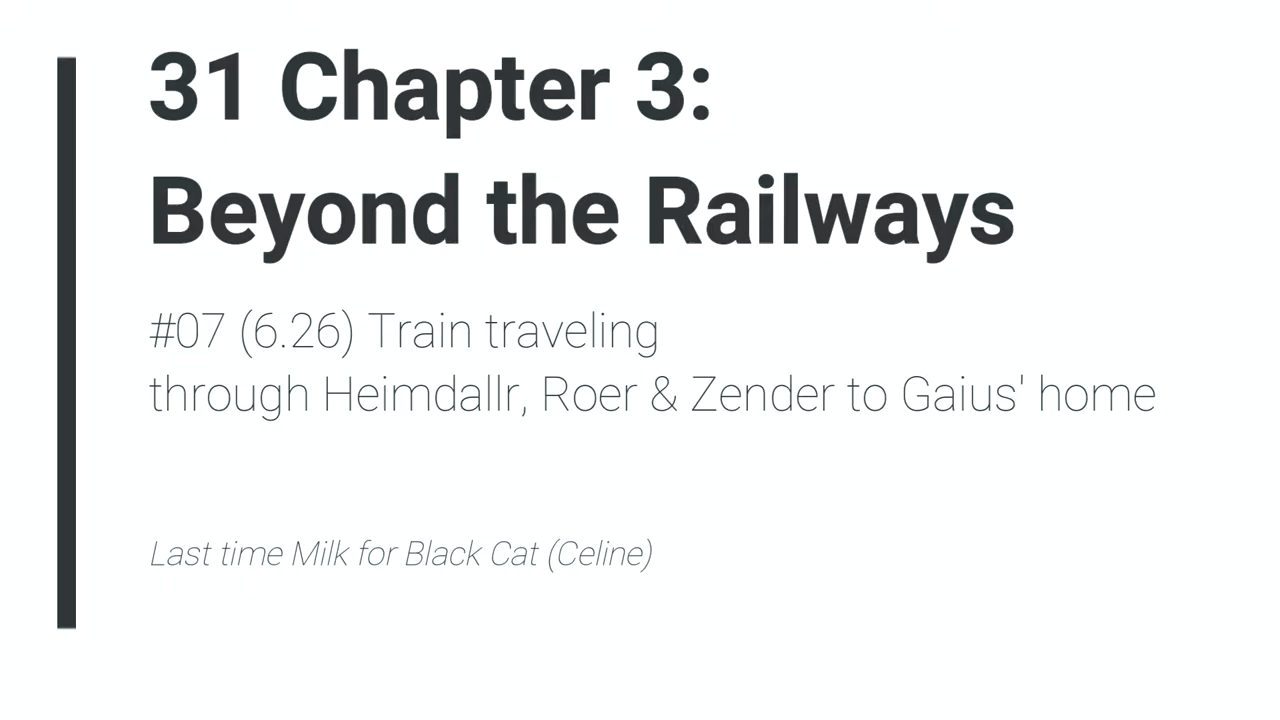 31 Chapter 3:
Beyond the Railways
#07 (6.26) Train traveling
through Heimdallr, Roer & Zender to Gaius' home
Last time Milk for Black Cat (Celine)